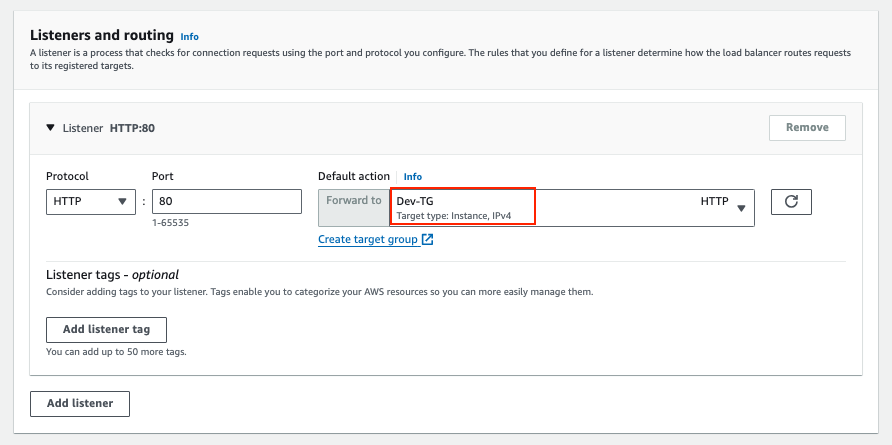 Listeners and routing Info
A listener is a process that checks for connection requests using the port and protocol you configure. The rules that you define for a listener determine how the load balancer routes requests
to its registered targets.
Listener HTTP:80
Remove
Protocol
Port
Default action Info
HTTP
:
80
Forward to
Dev-TG
Target type: Instance, IPv4
HTTP
1-65535
Create target group
Listener tags - optional
Consider adding tags to your listener. Tags enable you to categorize your AWS resources so you can more easily manage them.
Add listener tag
You can add up to 50 more tags.
Add listener